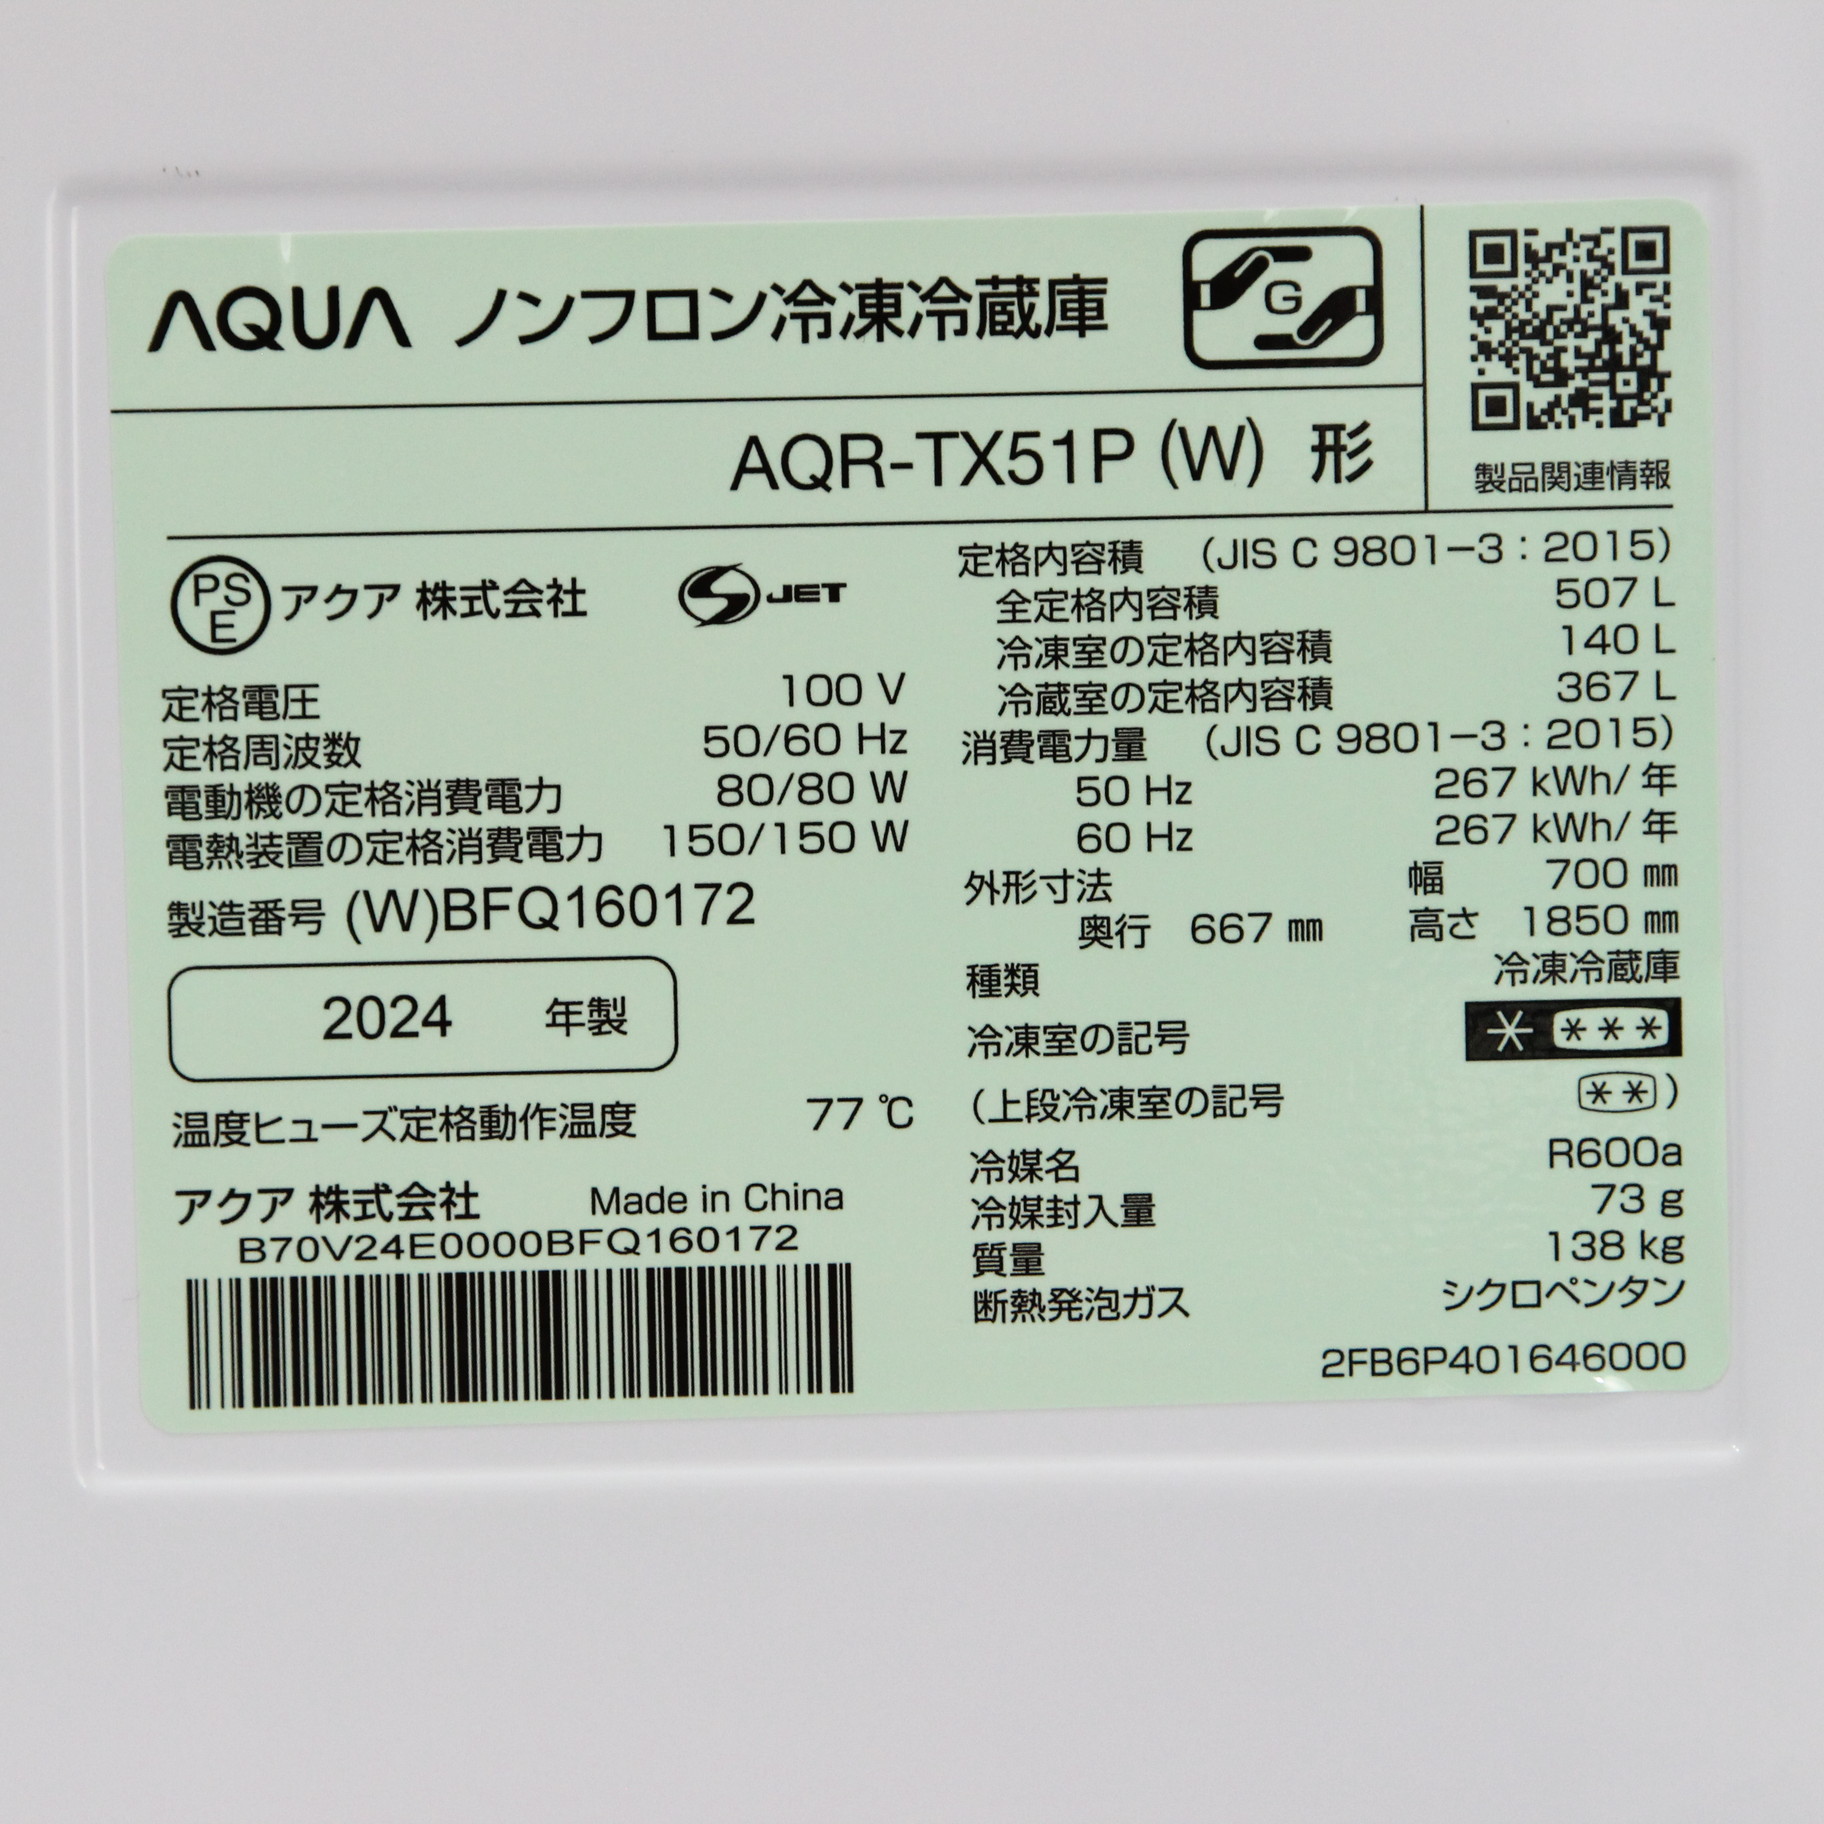 AQUA ノンフロン冷凍冷蔵庫
G
AQR-TX51P (W) 形
製品関連情報
PS
E
アクア 株式会社
S JET
定格電圧 100 V
定格周波数 50/60 Hz
電動機の定格消費電力 80/80 W
電熱装置の定格消費電力 150/150 W
製造番号 (W)BFQ160172
2024 年製
温度ヒューズ定格動作温度 77 ℃
アクア 株式会社 Made in China
B70V24E0000BFQ160172
定格内容積 (JIS C 9801-3:2015)
全定格内容積 507 L
冷凍室の定格内容積 140 L
冷蔵室の定格内容積 367 L
消費電力量 (JIS C 9801-3:2015)
50 Hz 267 kWh/年
60 Hz 267 kWh/年
外形寸法 幅 700 ㎜
奥行 667 ㎜ 高さ 1850 ㎜
種類 冷凍冷蔵庫
冷凍室の記号 * ***
(上段冷凍室の記号 **)
冷媒名 R600a
冷媒封入量 73 g
質量 138 kg
断熱発泡ガス シクロペンタン
2FB6P401646000